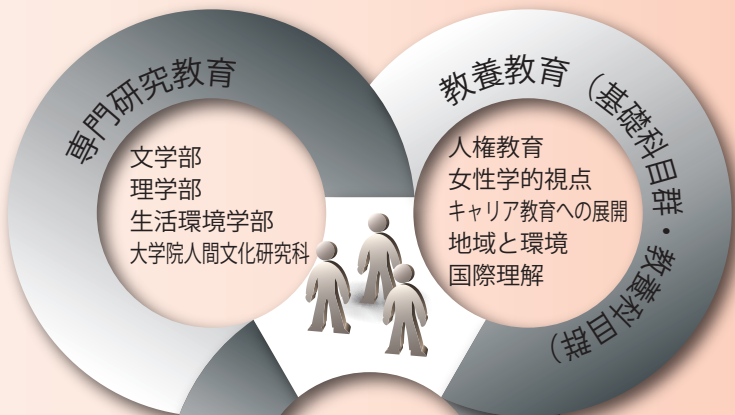 専門研究教育
文学部
理学部
生活環境学部
大学院人間文化研究科
教養教育（基礎科目群・教養科目群）
人権教育
女性学的視点
キャリア教育への展開
地域と環境
国際理解